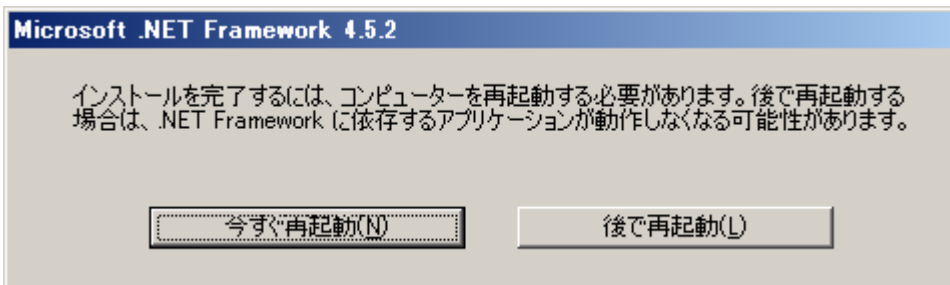 Microsoft .NET Framework 4.5.2
インストールを完了するには、コンピューターを再起動する必要があります。後で再起動する
場合は、.NET Framework に依存するアプリケーションが動作しなくなる可能性があります。
今すぐ再起動(N)
後で再起動(L)